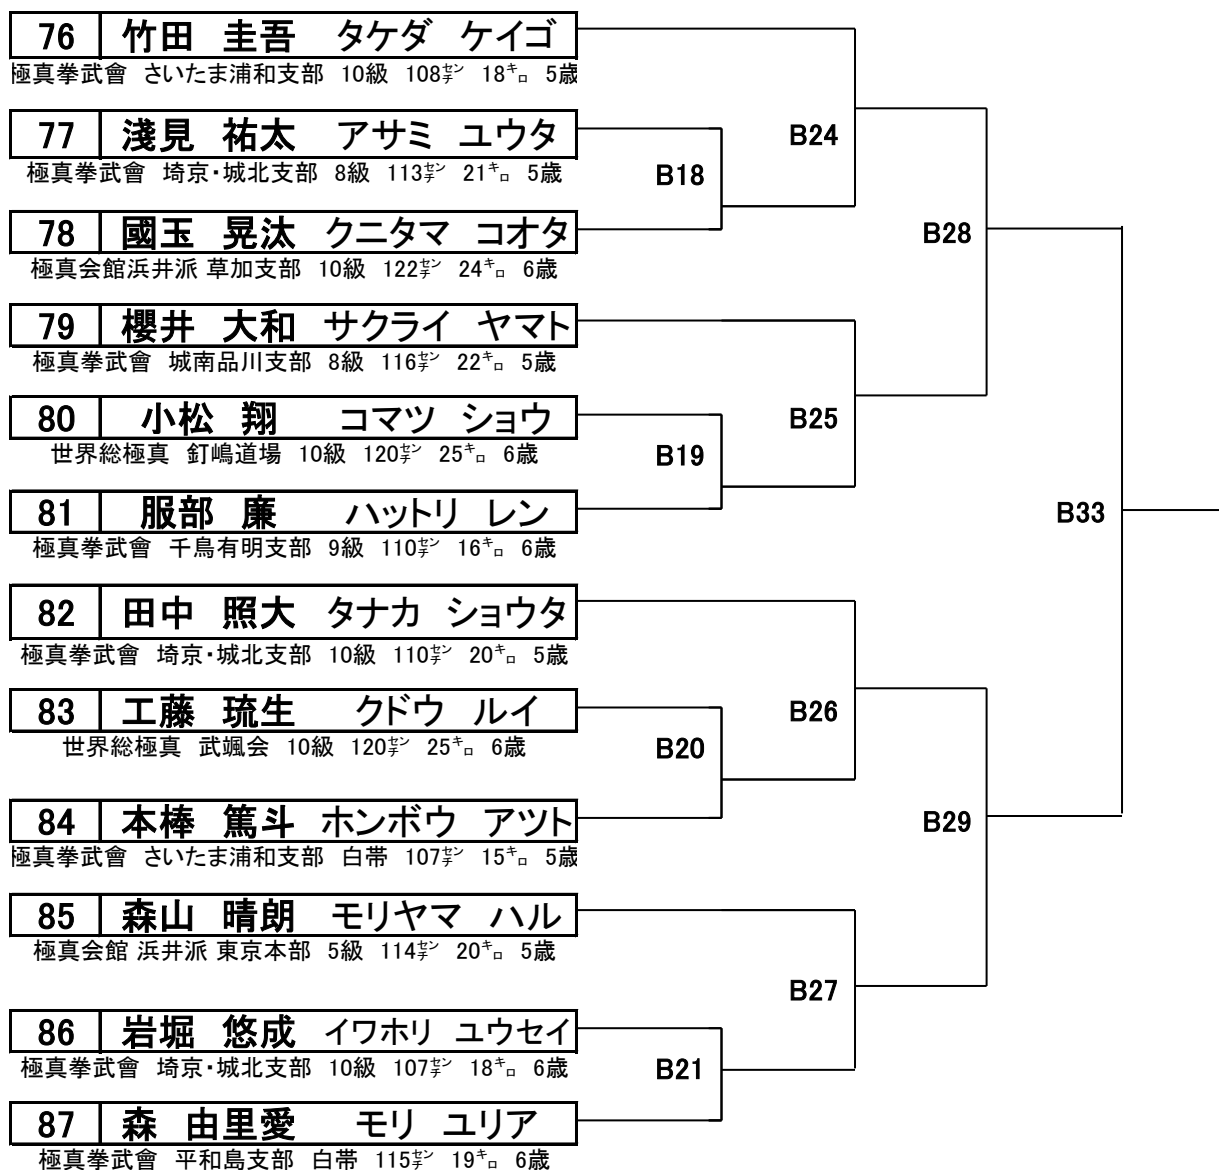 76 竹田 圭吾 タケダ ケイゴ
極真拳武會 さいたま浦和支部 10級 108㌢ 18㌔ 5歳
B24
77 淺見 祐太 アサミ ユウタ
極真拳武會 埼京・城北支部 8級 113㌢ 21㌔ 5歳
B18
78 國玉 晃汰 クニタマ コオタ
B28
極真会館浜井派 草加支部 10級 122㌢ 24㌔ 6歳
79 櫻井 大和 サクライ ヤマト
極真拳武會 城南品川支部 8級 116㌢ 22㌔ 5歳
80 小松 翔 コマツ ショウ
B25
世界総極真 釘嶋道場 10級 120㌢ 25㌔ 6歳
B19
81 服部 廉 ハットリ レン
B33
極真拳武會 千鳥有明支部 9級 110㌢ 16㌔ 6歳
82 田中 照大 タナカ ショウタ
極真拳武會 埼京・城北支部 10級 110㌢ 20㌔ 5歳
83 工藤 琉生 クドウ ルイ
B26
世界総極真 武颯会 10級 120㌢ 25㌔ 6歳
B20
84 本棒 篤斗 ホンボウ アツト
B29
極真拳武會 さいたま浦和支部 白帯 107㌢ 15㌔ 5歳
85 森山 晴朗 モリヤマ ハル
極真会館 浜井派 東京本部 5級 114㌢ 20㌔ 5歳
B27
86 岩堀 悠成 イワホリ ユウセイ
極真拳武會 埼京・城北支部 10級 107㌢ 18㌔ 6歳
B21
87 森 由里愛 モリ ユリア
極真拳武會 平和島支部 白帯 115㌢ 19㌔ 6歳